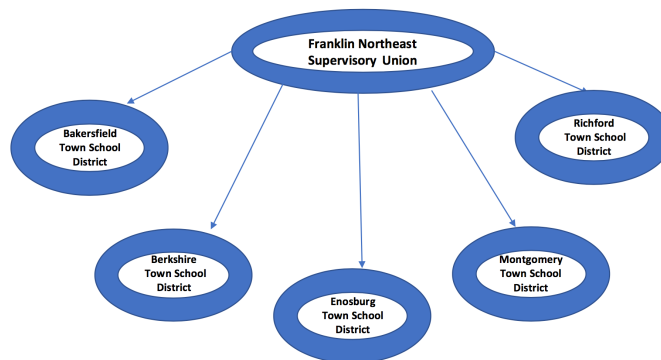 Franklin Northeast
Supervisory Union
Bakersfield
Town School
District
Richford
Town School
District
Berkshire
Town School
District
Montgomery
Town School
District
Enosburg
Town School
District